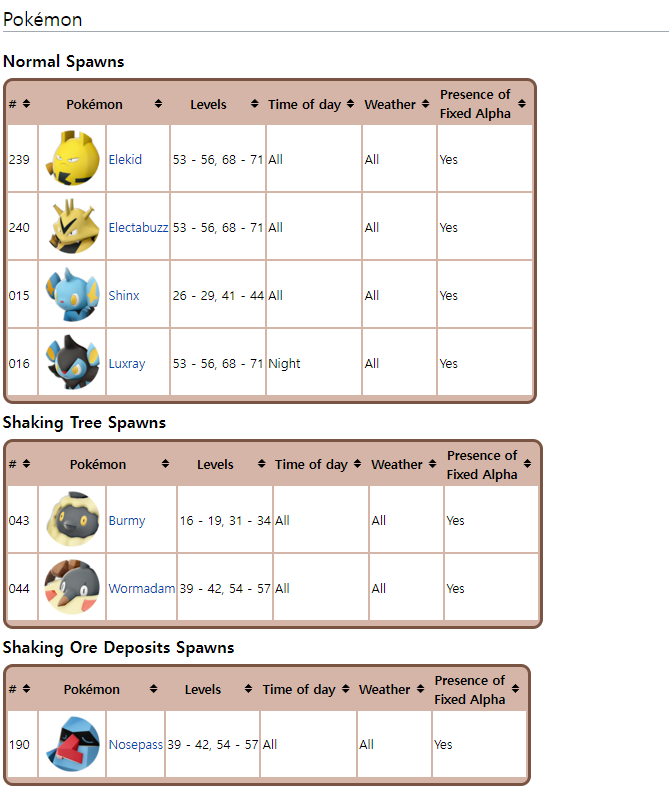 Pokémon
Normal Spawns
# Pokémon Levels Time of day Weather Presence of Fixed Alpha
239 Elekid 53 - 56, 68 - 71 All All Yes
240 Electabuzz 53 - 56, 68 - 71 All All Yes
015 Shinx 26 - 29, 41 - 44 All All Yes
016 Luxray 53 - 56, 68 - 71 Night All Yes
Shaking Tree Spawns
# Pokémon Levels Time of day Weather Presence of Fixed Alpha
043 Burmy 16 - 19, 31 - 34 All All Yes
044 Wormadam 39 - 42, 54 - 57 All All Yes
Shaking Ore Deposits Spawns
# Pokémon Levels Time of day Weather Presence of Fixed Alpha
190 Nosepass 39 - 42, 54 - 57 All All Yes